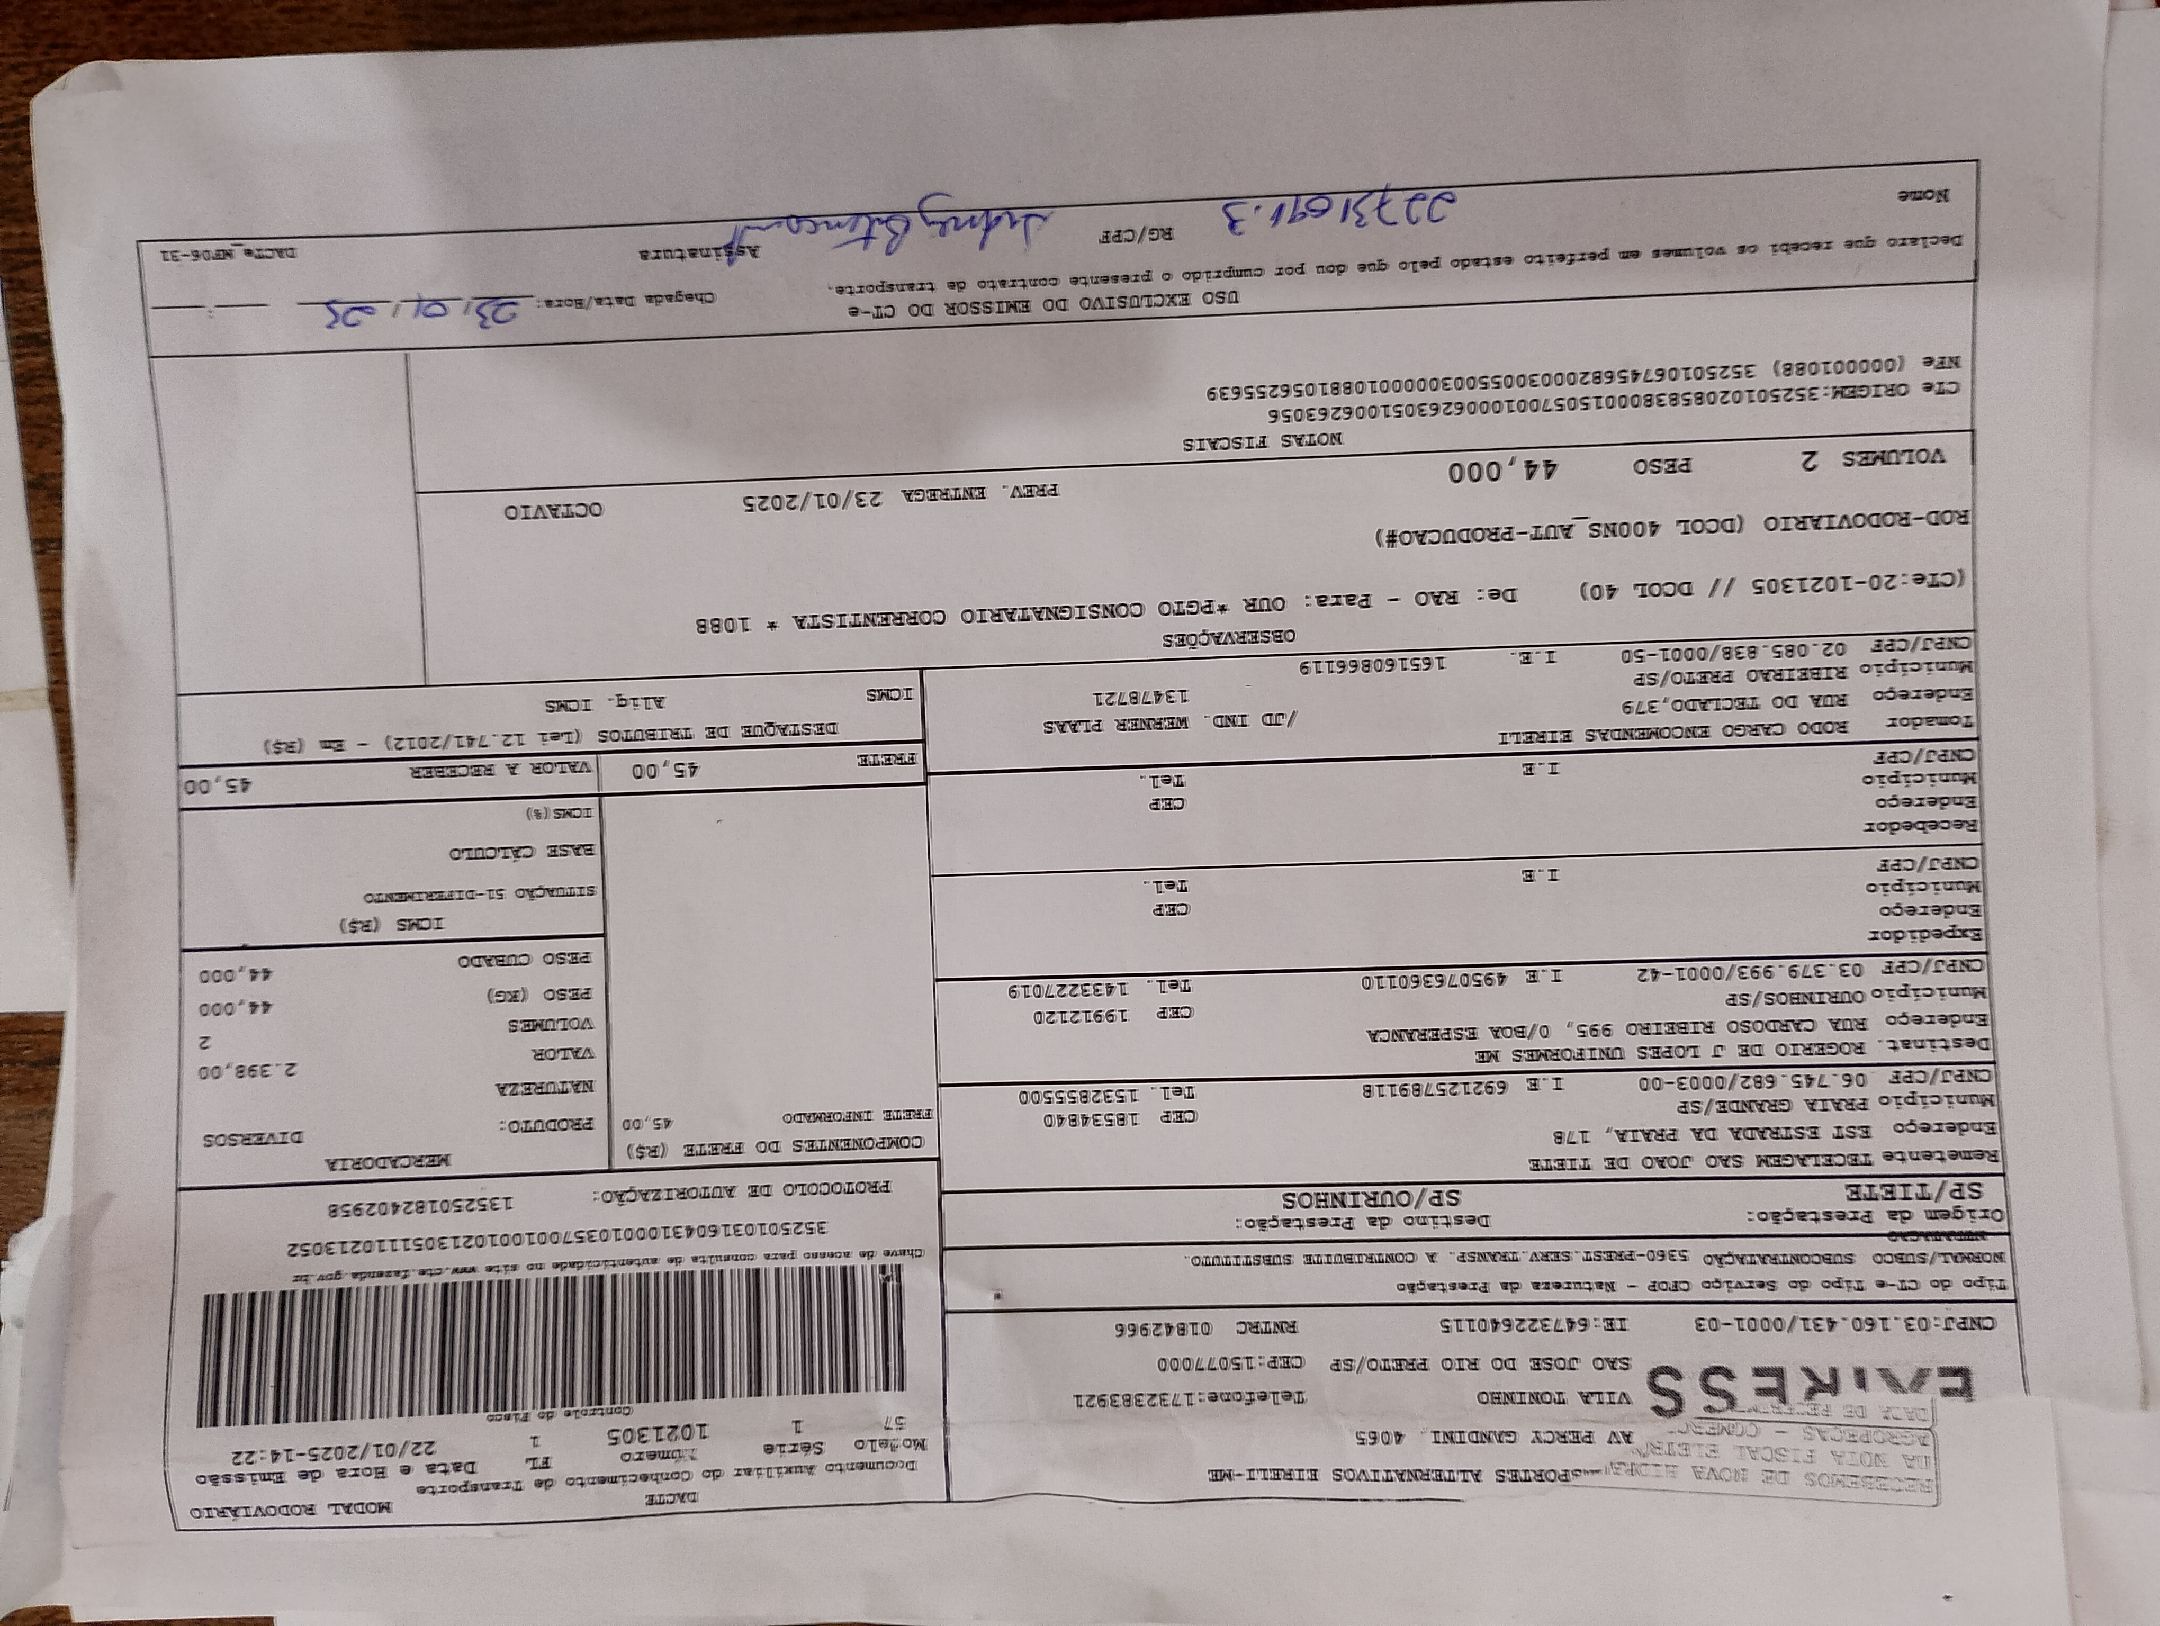 RECEBEMOS DE NOVA HIDRA
DA NOTA FISCAL ELETR
AGROPEÇAS - COMERC
SPORTES ALTERNATIVOS EIRELI-ME
AV PERCY GANDINI, 4065
VILA TONINHO Telefone:1732383921
SAO JOSE DO RIO PRETO/SP CEP:15077000
CNPJ:03.160.431/0001-03 IE:647322640115 RNTRC 01842966
DACTE MODAL RODOVIÁRIO
Documento Auxiliar do Conhecimento de Transporte
Modelo Série Número FL Data e Hora de Emissão
57 1 1021305 1 22/01/2025-14:22
Controle do Fisco
Chave de acesso para consulta de autenticidade no site www.cte.fazenda.gov.br
35250103160431000103570010010213051110213052
PROTOCOLO DE AUTORIZAÇÃO: 135250182402958
Tipo do CT-e Tipo do Serviço CFOP - Natureza da Prestação
NORMAL/SUBCO SUBCONTRATAÇÃO 5360-PREST.SERV.TRANSP. A CONTRIBUITE SUBSTITUTO.
Origem da Prestação: Destino da Prestação:
SP/TIETE SP/OURINHOS
Remetente TECELAGEM SAO JOAO DE TIETE
Endereço EST ESTRADA DA PRAIA, 178
Município PRAIA GRANDE/SP CEP 18534840
CNPJ/CPF 06.745.682/0003-00 I.E 692125789118 Tel. 1532855500
Destinat. ROGERIO DE J LOPES UNIFORMES ME
Endereço RUA CARDOSO RIBEIRO 995, 0/BOA ESPERANCA
Município OURINHOS/SP CEP 19912120
CNPJ/CPF 03.379.993/0001-42 I.E 495076360110 Tel. 1433227019
Expedidor
Endereço
Município CEP
CNPJ/CPF I.E Tel.
Recebedor
Endereço
Município CEP
CNPJ/CPF I.E Tel.
Tomador RODO CARGO ENCOMENDAS EIRELI
Endereço RUA DO TECLADO,379 /JD IND. WERNER PLAAS
Município RIBEIRAO PRETO/SP 13478721
CNPJ/CPF 02.085.838/0001-50 I.E. 165160866119
COMPONENTES DO FRETE (R$)
FRETE INFORMADO 45,00
MERCADORIA
PRODUTO: DIVERSOS
NATUREZA
VALOR 2.398,00
VOLUMES 2
PESO (KG) 44,000
PESO CUBADO 44,000
ICMS (R$)
SITUAÇÃO 51-DIFERIMENTO
BASE CÁLCULO
ICMS(%)
FRETE 45,00 VALOR A RECEBER 45,00
DESTAQUE DE TRIBUTOS (Lei 12.741/2012) - Em (R$)
ICMS Aliq. ICMS
OBSERVAÇÕES
(CTe:20-1021305 // DCOL 40) De: RAO - Para: OUR *PGTO CONSIGNATARIO CORRENTISTA * 1088
ROD-RODOVIARIO (DCOL 400NS_AUT-PRODUCAO#)
PREV. ENTREGA 23/01/2025 OCTAVIO
VOLUMES 2 PESO 44,000
NOTAS FISCAIS
CTe ORIGEM:35250102085838000150570010006263051006263056
NFe (000001088) 35250106745682000300550030000010881056255639
USO EXCLUSIVO DO EMISSOR DO CT-e
Declaro que recebi os volumes em perfeito estado pelo que dou por cumprido o presente contrato de transporte.
Chegada Data/Hora: 23/01/25
Nome RG/CPF Assinatura DACTe_MF06-31